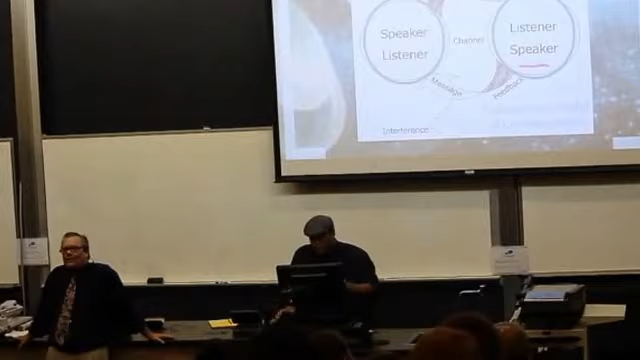 Speaker
Listener
Channel
Listener
Speaker
Message
Feedback
Interference